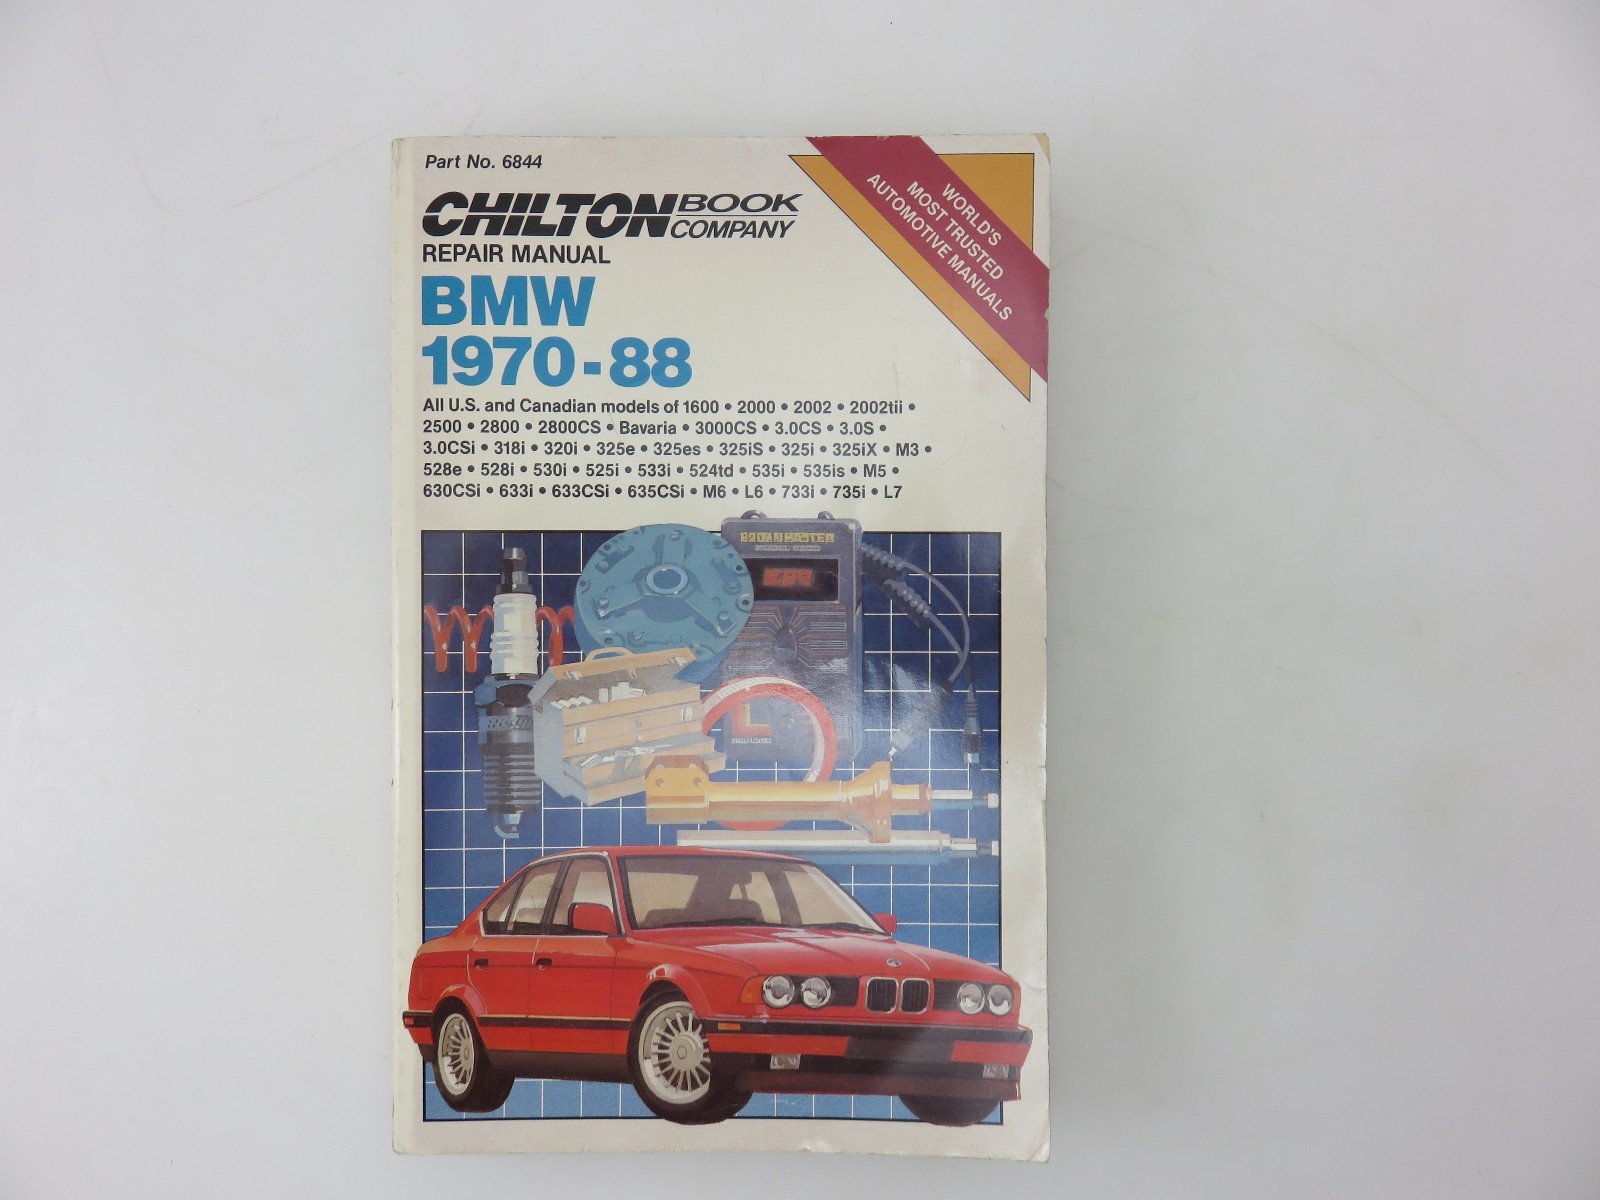 Part No. 6844
CHILTON BOOK COMPANY
REPAIR MANUAL
BMW
1970-88
All U.S. and Canadian models of 1600 • 2000 • 2002 • 2002tii •
2500 • 2800 • 2800CS • Bavaria • 3000CS • 3.0CS • 3.0S •
3.0CSi • 318i • 320i • 325e • 325es • 325iS • 325i • 325iX • M3 •
528e • 528i • 530i • 525i • 533i • 524td • 535i • 535is • M5 •
630CSi • 633i • 633CSi • 635CSi • M6 • L6 • 733i • 735i • L7
WORLD'S
MOST TRUSTED
AUTOMOTIVE MANUALS